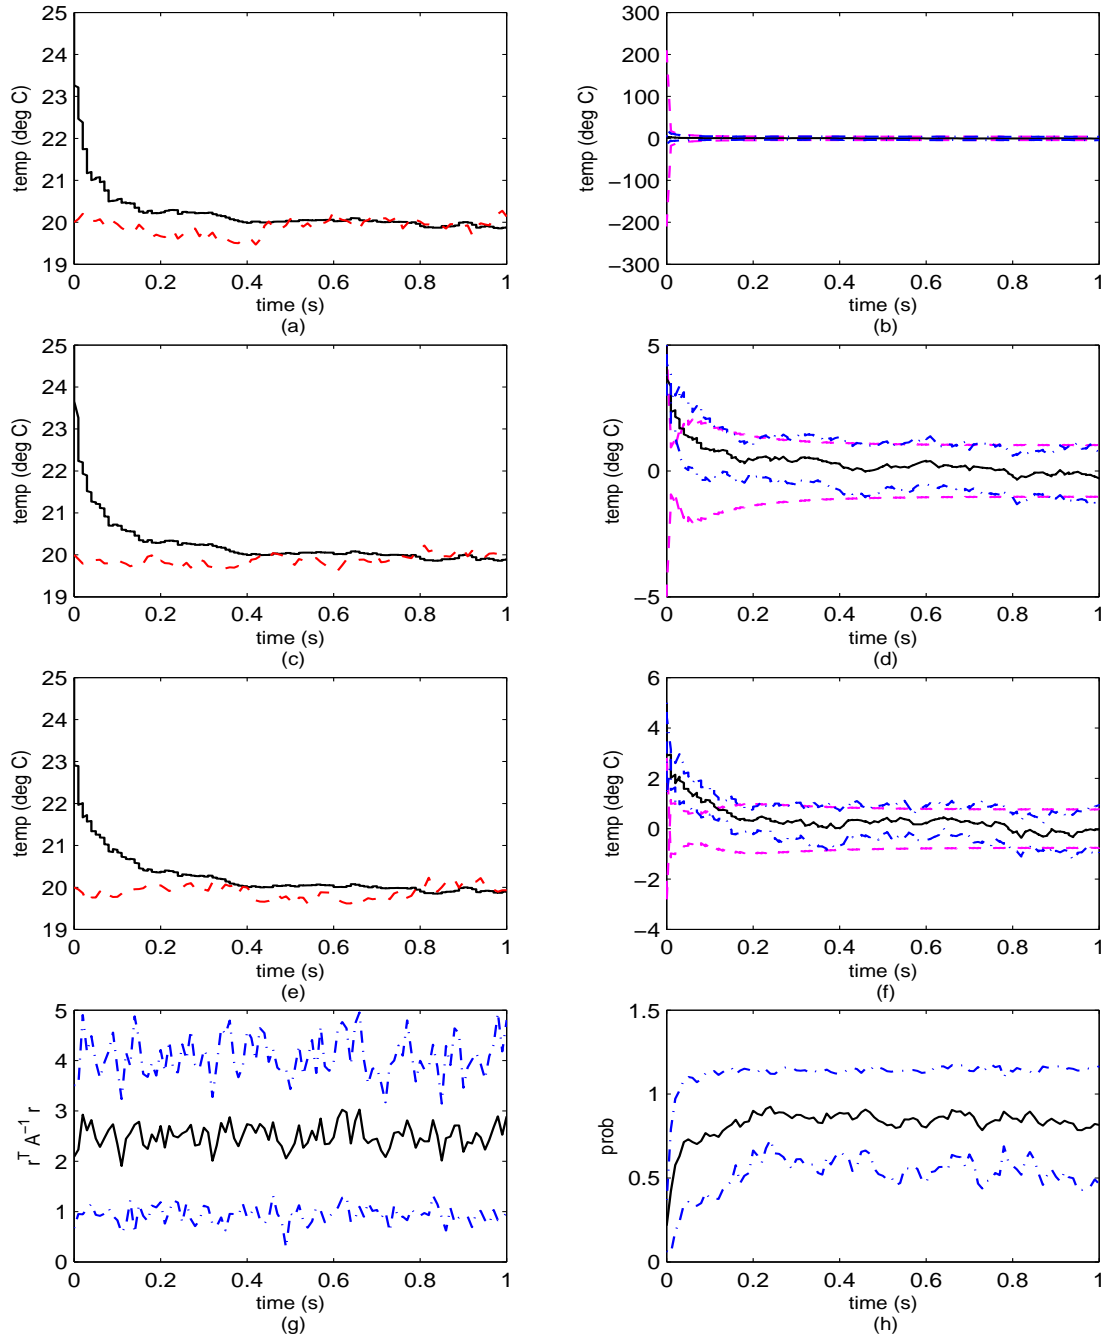 25
24
23
22
21
20
19
temp (deg C)
0 0.2 0.4 0.6 0.8 1
time (s)
(a)
300
200
100
0
−100
−200
−300
temp (deg C)
0 0.2 0.4 0.6 0.8 1
time (s)
(b)
25
24
23
22
21
20
19
temp (deg C)
0 0.2 0.4 0.6 0.8 1
time (s)
(c)
5
0
−5
temp (deg C)
0 0.2 0.4 0.6 0.8 1
time (s)
(d)
25
24
23
22
21
20
19
temp (deg C)
0 0.2 0.4 0.6 0.8 1
time (s)
(e)
6
4
2
0
−2
−4
temp (deg C)
0 0.2 0.4 0.6 0.8 1
time (s)
(f)
5
4
3
2
1
0
r^T A^−1 r
0 0.2 0.4 0.6 0.8 1
time (s)
(g)
1.5
1
0.5
0
prob
0 0.2 0.4 0.6 0.8 1
time (s)
(h)